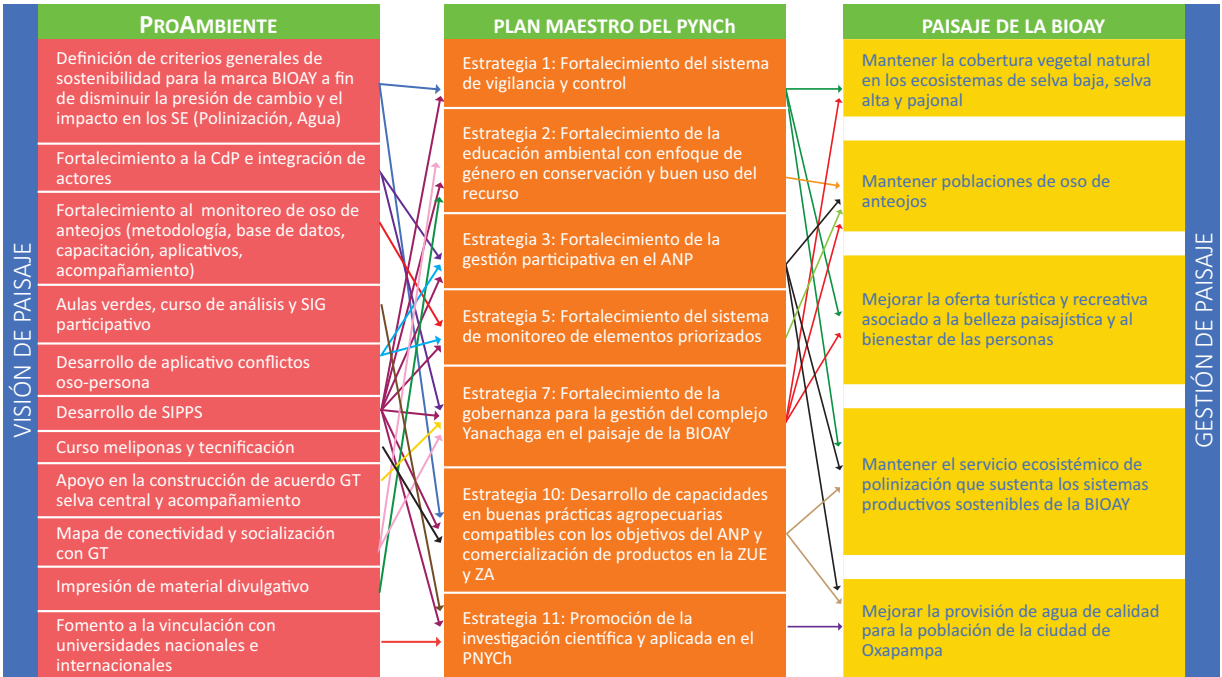 VISIÓN DE PAISAJE
PROAMBIENTE
Definición de criterios generales de
sostenibilidad para la marca BIOAY a fin
de disminuir la presión de cambio y el
impacto en los SE (Polinización, Agua)
Fortalecimiento a la CdP e integración de
actores
Fortalecimiento al monitoreo de oso de
anteojos (metodología, base de datos,
capacitación, aplicativos,
acompañamiento)
Aulas verdes, curso de análisis y SIG
participativo
Desarrollo de aplicativo conflictos
oso-persona
Desarrollo de SIPPS
Curso meliponas y tecnificación
Apoyo en la construcción de acuerdo GT
selva central y acompañamiento
Mapa de conectividad y socialización
con GT
Impresión de material divulgativo
Fomento a la vinculación con
universidades nacionales e
internacionales
PLAN MAESTRO DEL PYNCh
Estrategia 1: Fortalecimiento del sistema
de vigilancia y control
Estrategia 2: Fortalecimiento de la
educación ambiental con enfoque de
género en conservación y buen uso del
recurso
Estrategia 3: Fortalecimiento de la
gestión participativa en el ANP
Estrategia 5: Fortalecimiento del sistema
de monitoreo de elementos priorizados
Estrategia 7: Fortalecimiento de la
gobernanza para la gestión del complejo
Yanachaga en el paisaje de la BIOAY
Estrategia 10: Desarrollo de capacidades
en buenas prácticas agropecuarias
compatibles con los objetivos del ANP y
comercialización de productos en la ZUE
y ZA
Estrategia 11: Promoción de la
investigación científica y aplicada en el
PNYCh
PAISAJE DE LA BIOAY
Mantener la cobertura vegetal natural
en los ecosistemas de selva baja, selva
alta y pajonal
Mantener poblaciones de oso de
anteojos
Mejorar la oferta turística y recreativa
asociado a la belleza paisajística y al
bienestar de las personas
Mantener el servicio ecosistémico de
polinización que sustenta los sistemas
productivos sostenibles de la BIOAY
Mejorar la provisión de agua de calidad
para la población de la ciudad de
Oxapampa
GESTIÓN DE PAISAJE